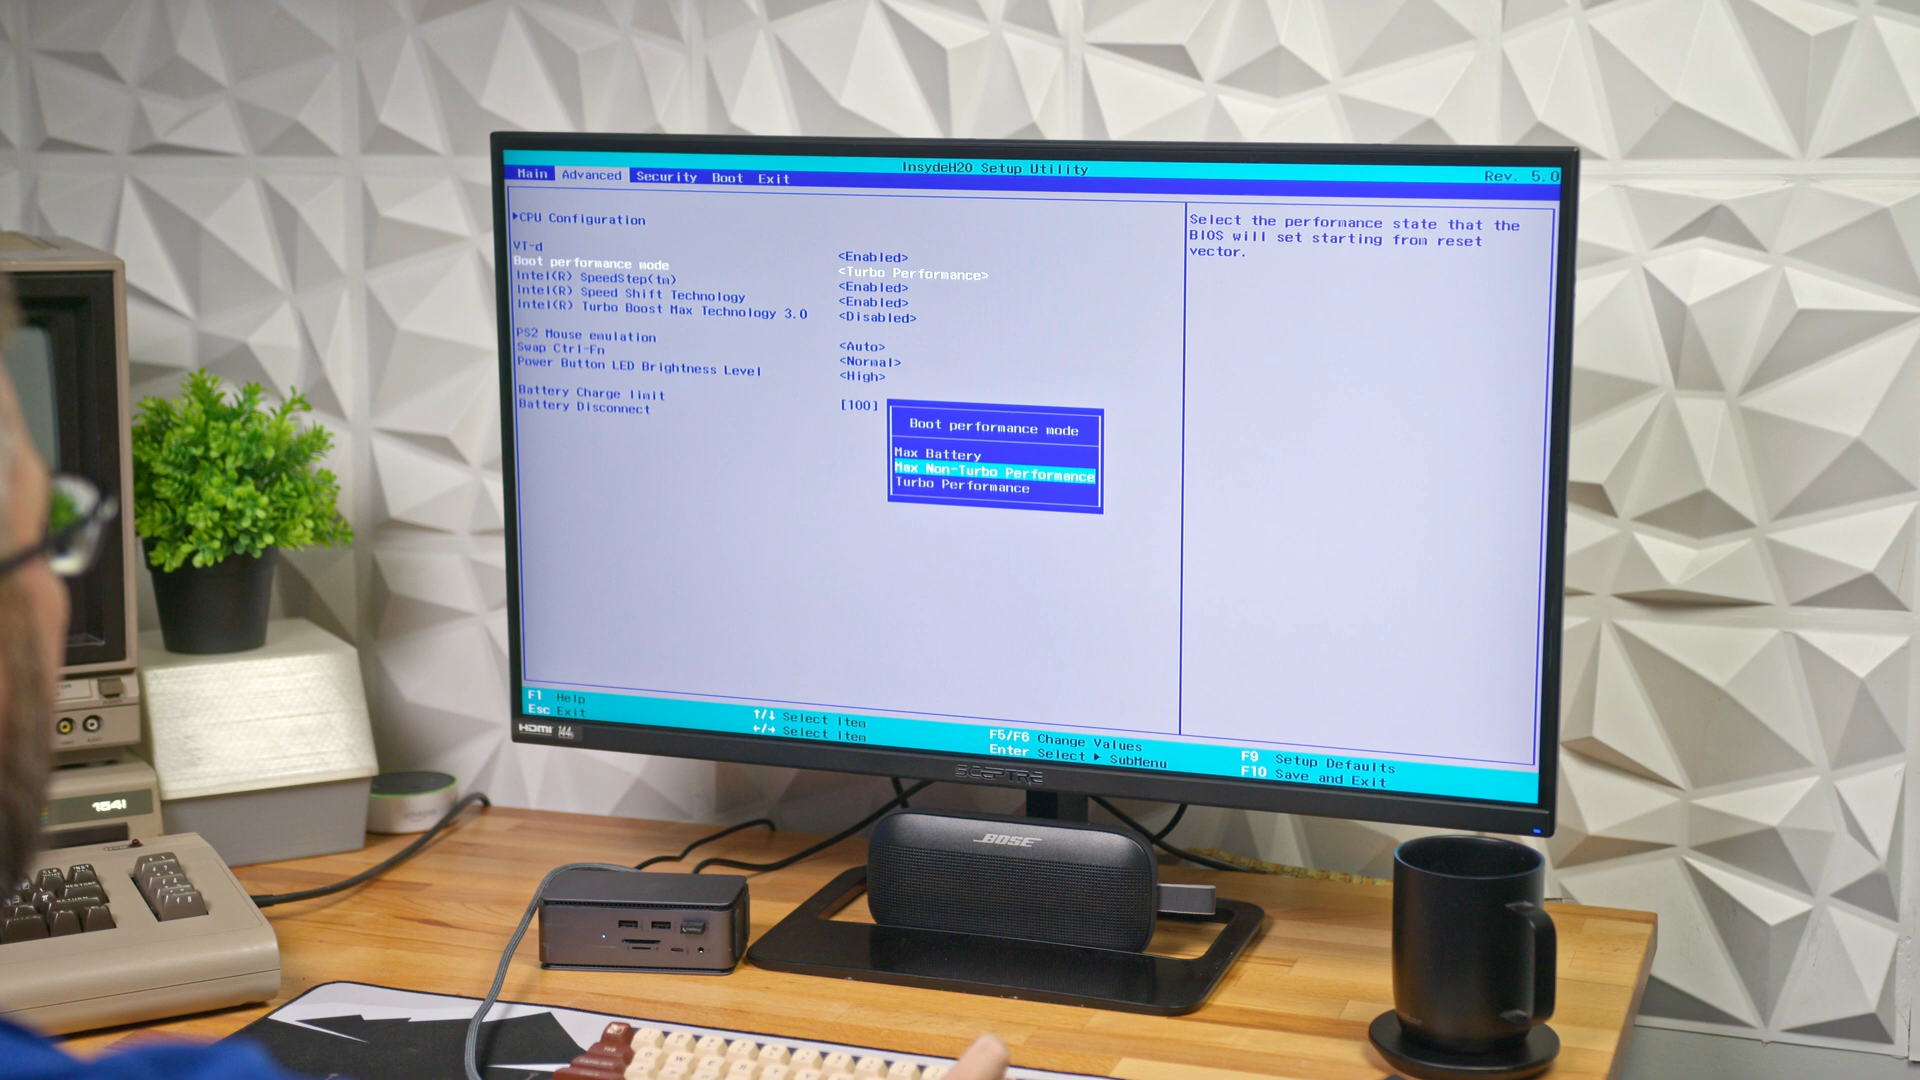 InsydeH20 Setup Utility
Rev. 5.0
Main Advanced Security Boot Exit
CPU Configuration
VT-d <Enabled>
Boot performance mode <Turbo Performance>
Intel(R) SpeedStep(tm) <Enabled>
Intel(R) Speed Shift Technology <Enabled>
Intel(R) Turbo Boost Max Technology 3.0 <Disabled>
PS2 Mouse emulation <Auto>
Swap Ctrl-Fn <Normal>
Power Button LED Brightness Level <High>
Battery Charge limit [100]
Battery Disconnect
Boot performance mode
Max Battery
Max Non-Turbo Performance
Turbo Performance
Select the performance state that the
BIOS will set starting from reset
vector.
F1 Help
Esc Exit
↑/↓ Select Item
←/→ Select Item
F5/F6 Change Values
Enter Select ▶ SubMenu
F9 Setup Defaults
F10 Save and Exit
HDMI 144
SCEPTRE
BOSE
1541